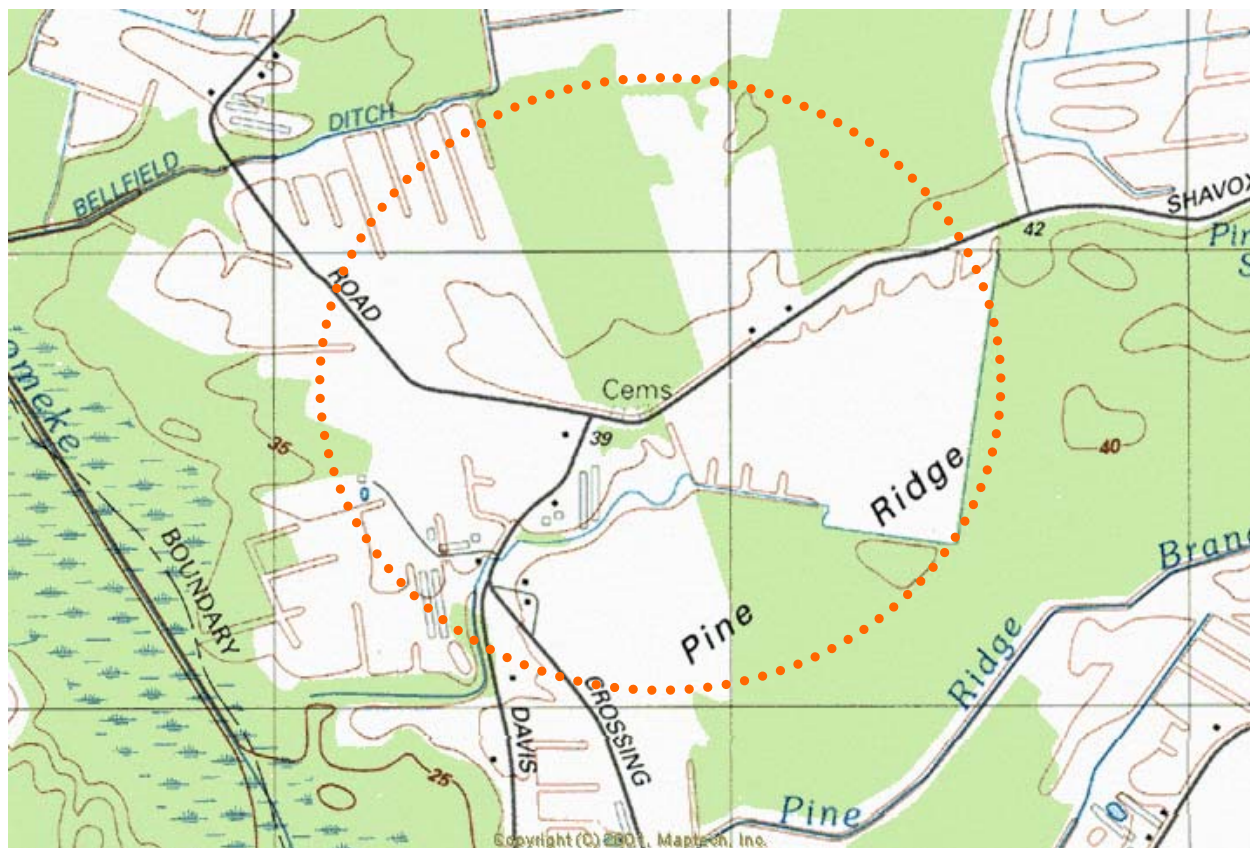 DITCH
BELLFIELD
SHAVOX
42
ROAD
Cems
39
35
40
Ridge
Pine
BOUNDARY
Ridge
CROSSING
DAVIS
25
Pine
Copyright (C) 2001, Maptech, Inc.